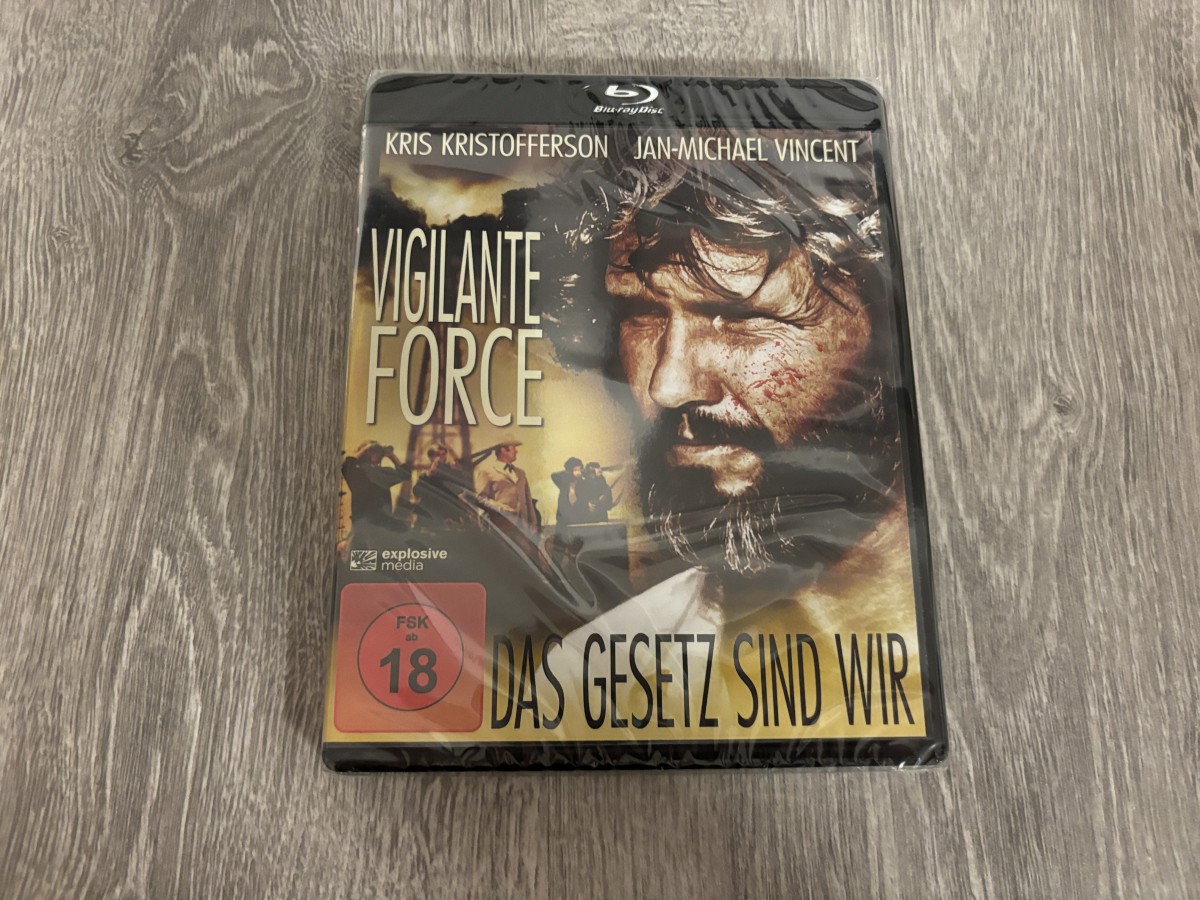 Blu-ray Disc
KRIS KRISTOFFERSON JAN-MICHAEL VINCENT
VIGILANTE
FORCE
explosive
media
FSK
ab
18
DAS GESETZ SIND WIR